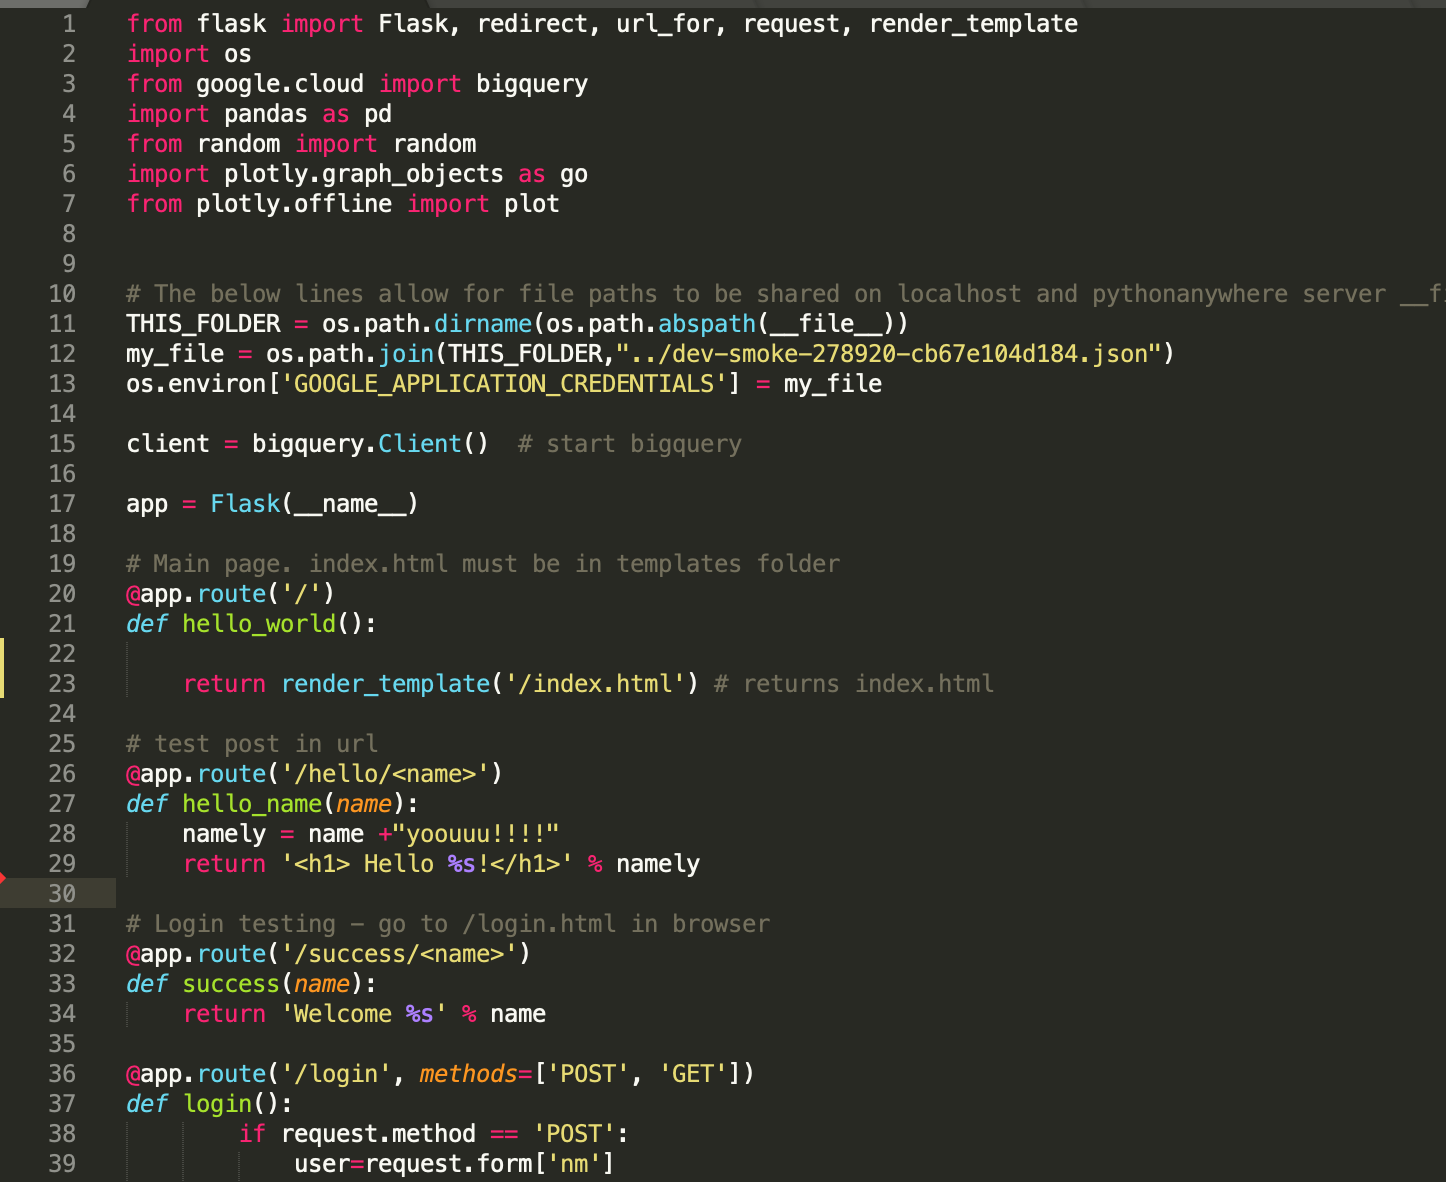 1 from flask import Flask, redirect, url_for, request, render_template
2 import os
3 from google.cloud import bigquery
4 import pandas as pd
5 from random import random
6 import plotly.graph_objects as go
7 from plotly.offline import plot
8
9
10 # The below lines allow for file paths to be shared on localhost and pythonanywhere server __fi
11 THIS_FOLDER = os.path.dirname(os.path.abspath(__file__))
12 my_file = os.path.join(THIS_FOLDER,"../dev-smoke-278920-cb67e104d184.json")
13 os.environ['GOOGLE_APPLICATION_CREDENTIALS'] = my_file
14
15 client = bigquery.Client()  # start bigquery
16
17 app = Flask(__name__)
18
19 # Main page. index.html must be in templates folder
20 @app.route('/')
21 def hello_world():
22
23     return render_template('/index.html') # returns index.html
24
25 # test post in url
26 @app.route('/hello/<name>')
27 def hello_name(name):
28     namely = name +"yoouuu!!!!"
29     return '<h1> Hello %s!</h1>' % namely
30
31 # Login testing – go to /login.html in browser
32 @app.route('/success/<name>')
33 def success(name):
34     return 'Welcome %s' % name
35
36 @app.route('/login', methods=['POST', 'GET'])
37 def login():
38         if request.method == 'POST':
39             user=request.form['nm']